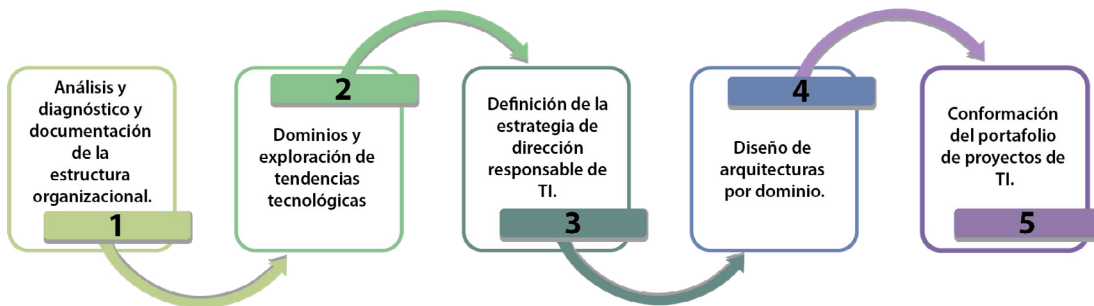 Análisis y
diagnóstico y
documentación
de la
estructura
organizacional.
1
2
Dominios y
exploración de
tendencias
tecnológicas
Definición de la
estrategia de
dirección
responsable de
TI.
3
4
Diseño de
arquitecturas
por dominio.
Conformación
del portafolio
de proyectos de
TI.
5